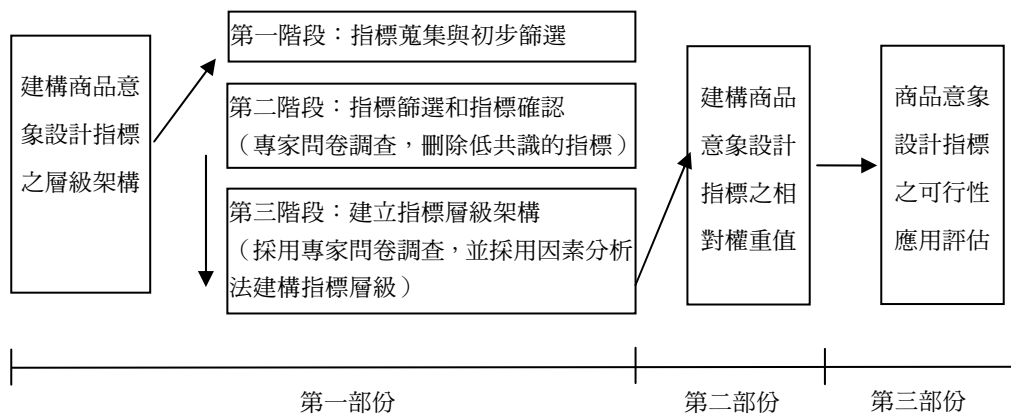 建構商品意
象設計指標
之層級架構
第一階段：指標蒐集與初步篩選
第二階段：指標篩選和指標確認
（專家問卷調查，刪除低共識的指標）
第三階段：建立指標層級架構
（採用專家問卷調查，並採用因素分析
法建構指標層級）
建構商品
意象設計
指標之相
對權重值
商品意象
設計指標
之可行性
應用評估
第一部份
第二部份
第三部份